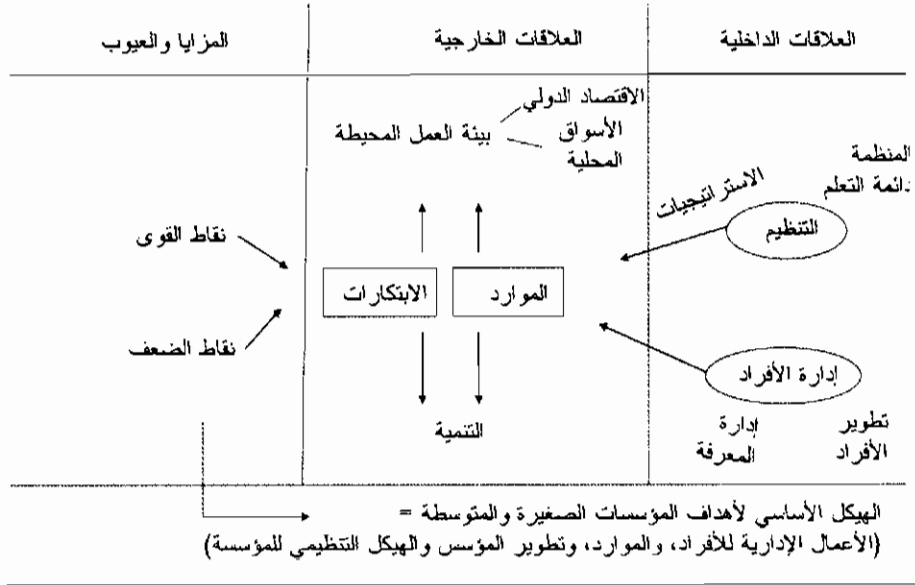 العلاقات الداخلية
العلاقات الخارجية
المزايا والعيوب
المنظمة
دائمة التعلم
الاستراتيجيات
التنظيم
إدارة الأفراد
تطوير
الأفراد
إدارة
المعرفة
الاقتصاد الدولي
بيئة العمل المحيطة
الأسواق
المحلية
الموارد
الابتكارات
التنمية
نقاط القوى
نقاط الضعف
الهيكل الأساسي لأهداف المؤسسات الصغيرة والمتوسطة =
(الأعمال الإدارية للأفراد، والموارد، وتطوير المؤسس والهيكل التنظيمي للمؤسسة)